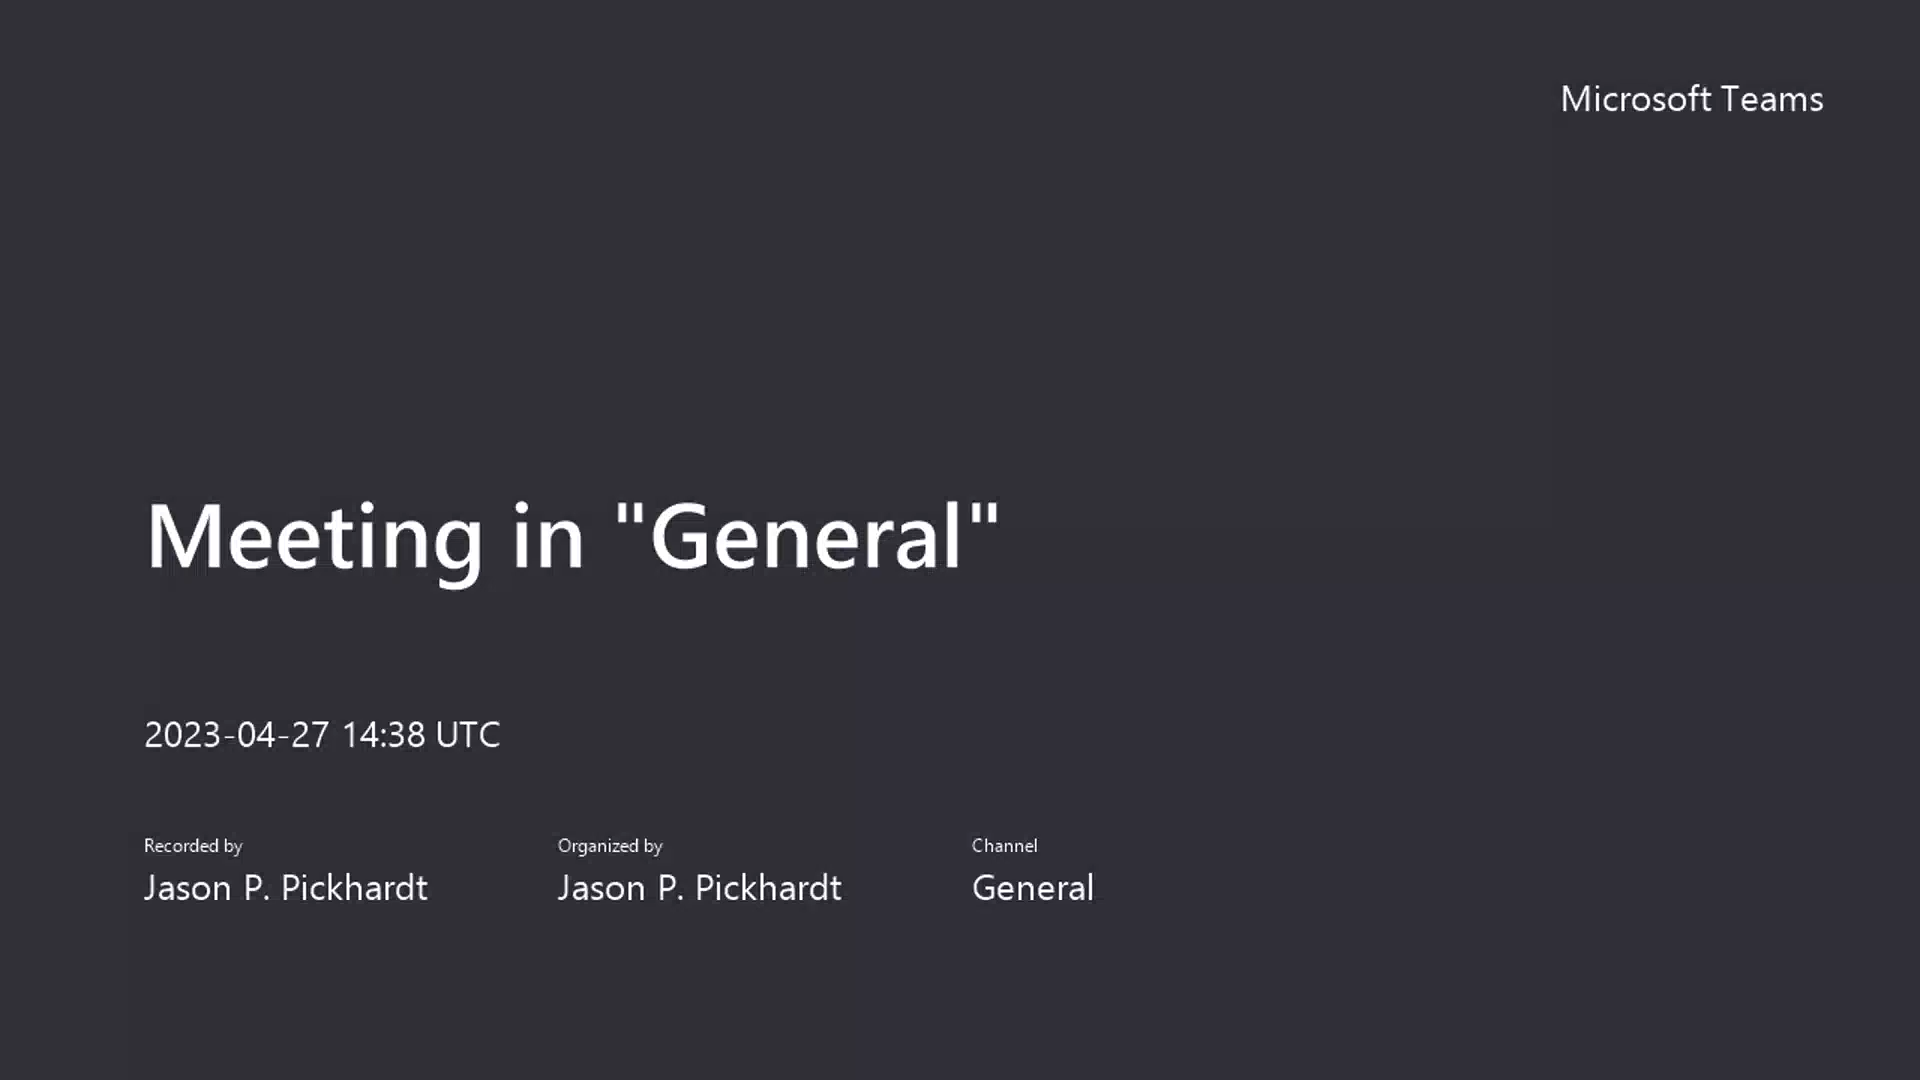 Microsoft Teams
Meeting in "General"
2023-04-27 14:38 UTC
Recorded by
Jason P. Pickhardt
Organized by
Jason P. Pickhardt
Channel
General